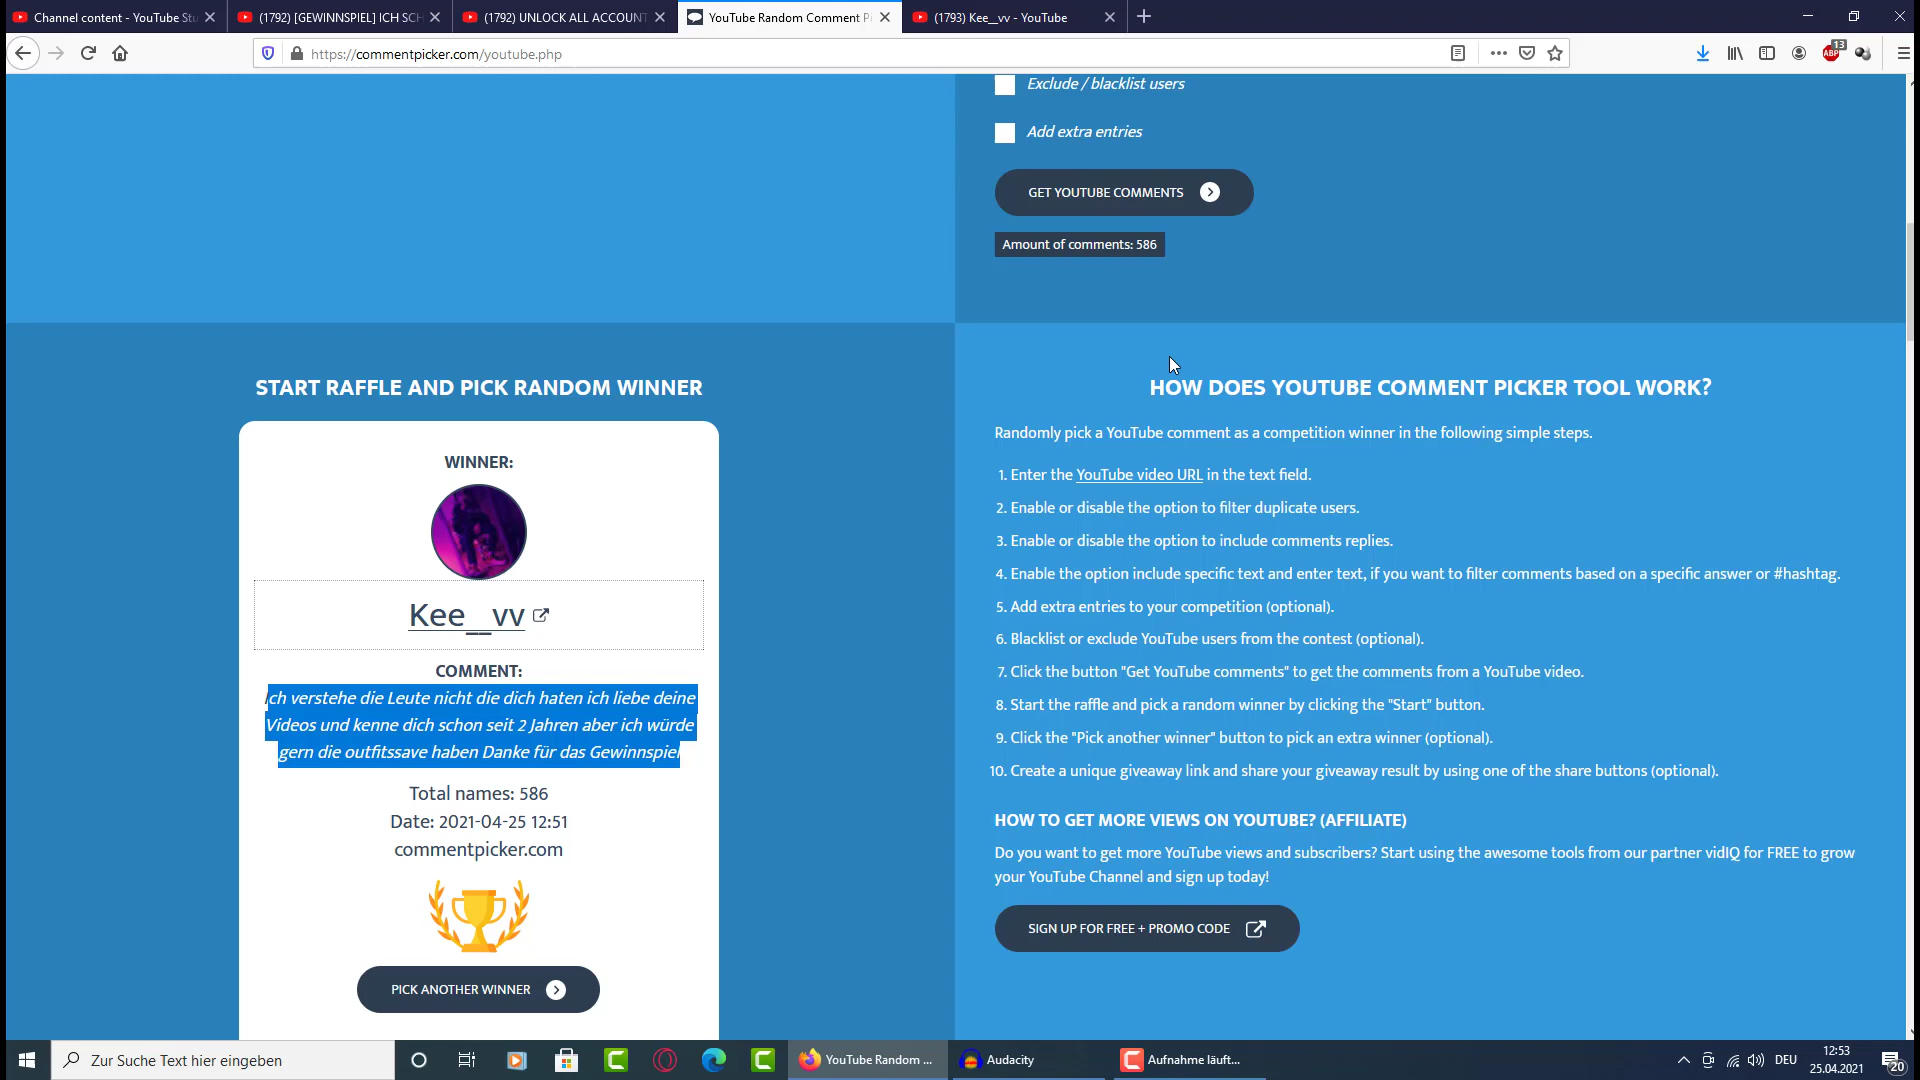 Channel content - YouTube Stu
(1792) [GEWINNSPIEL] ICH SCH
(1792) UNLOCK ALL ACCOUNT
YouTube Random Comment P
(1793) Kee__vv - YouTube
https://commentpicker.com/youtube.php
ABP
13
Exclude / blacklist users
Add extra entries
GET YOUTUBE COMMENTS
Amount of comments: 586
START RAFFLE AND PICK RANDOM WINNER
WINNER:
Kee__vv
COMMENT:
Ich verstehe die Leute nicht die dich haten ich liebe deine
Videos und kenne dich schon seit 2 Jahren aber ich würde
gern die outfitssave haben Danke für das Gewinnspiel
Total names: 586
Date: 2021-04-25 12:51
commentpicker.com
PICK ANOTHER WINNER
HOW DOES YOUTUBE COMMENT PICKER TOOL WORK?
Randomly pick a YouTube comment as a competition winner in the following simple steps.
1. Enter the YouTube video URL in the text field.
2. Enable or disable the option to filter duplicate users.
3. Enable or disable the option to include comments replies.
4. Enable the option include specific text and enter text, if you want to filter comments based on a specific answer or #hashtag.
5. Add extra entries to your competition (optional).
6. Blacklist or exclude YouTube users from the contest (optional).
7. Click the button "Get YouTube comments" to get the comments from a YouTube video.
8. Start the raffle and pick a random winner by clicking the "Start" button.
9. Click the "Pick another winner" button to pick an extra winner (optional).
10. Create a unique giveaway link and share your giveaway result by using one of the share buttons (optional).
HOW TO GET MORE VIEWS ON YOUTUBE? (AFFILIATE)
Do you want to get more YouTube views and subscribers? Start using the awesome tools from our partner vidIQ for FREE to grow
your YouTube Channel and sign up today!
SIGN UP FOR FREE + PROMO CODE
Zur Suche Text hier eingeben
YouTube Random ...
Audacity
Aufnahme läuft...
DEU
12:53
25.04.2021
20